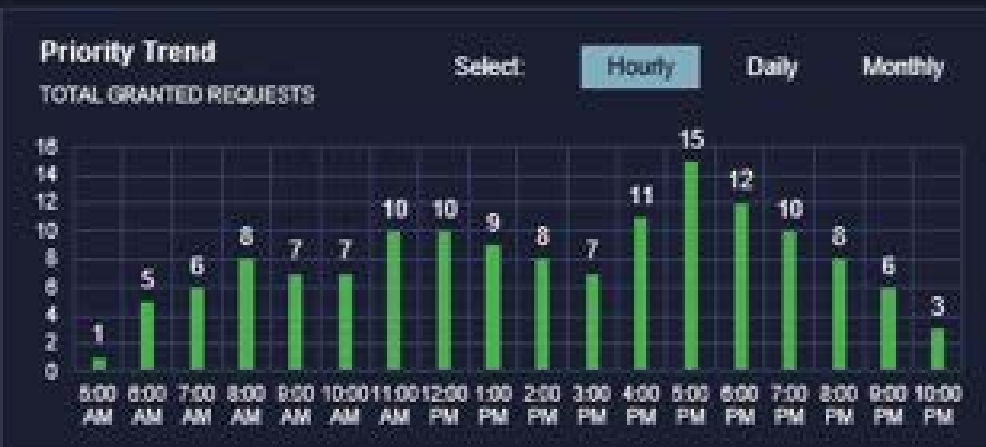 Priority Trend
Select: Hourly Daily Monthly
TOTAL GRANTED REQUESTS
16
14
12
10
8
6
4
2
0
1 5 6 8 7 7 10 10 9 8 7 11 15 12 10 8 6 3
5:00 6:00 7:00 8:00 9:00 10:00 11:00 12:00 1:00 2:00 3:00 4:00 5:00 6:00 7:00 8:00 9:00 10:00
AM AM AM AM AM AM AM PM PM PM PM PM PM PM PM PM PM PM